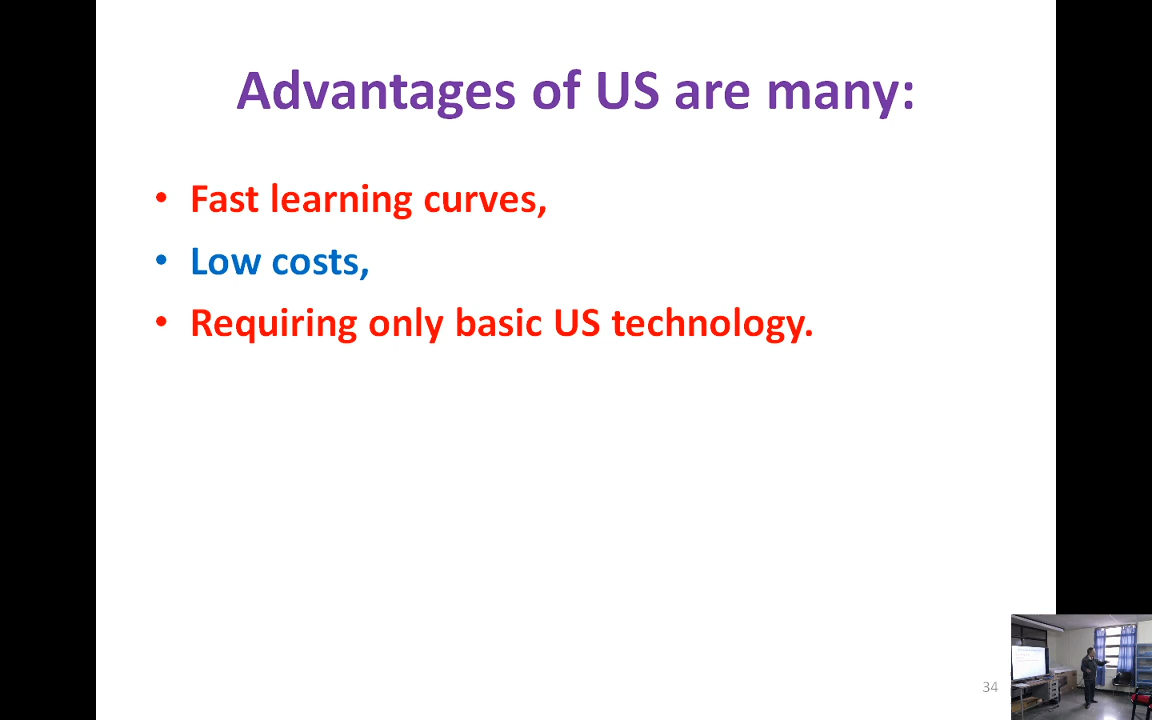 Advantages of US are many:
• Fast learning curves,
• Low costs,
• Requiring only basic US technology.
34